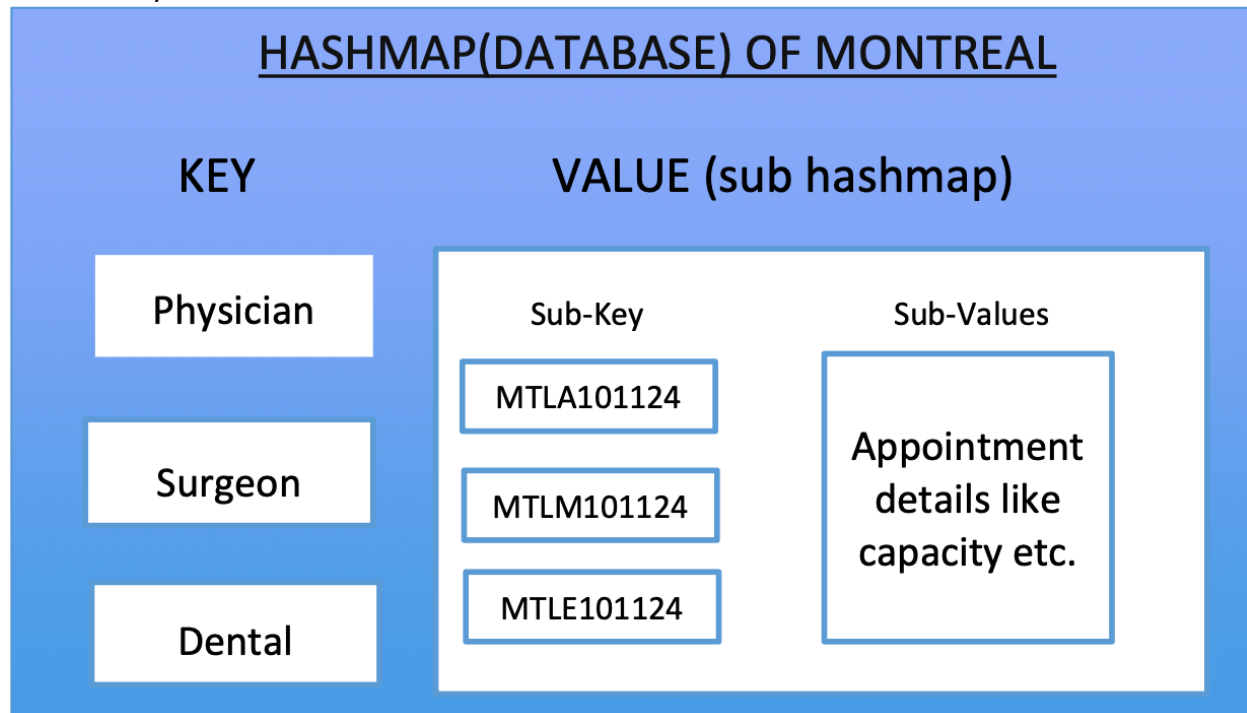 HASHMAP(DATABASE) OF MONTREAL
KEY
VALUE (sub hashmap)
Physician
Surgeon
Dental
Sub-Key
Sub-Values
MTLA101124
MTLM101124
MTLE101124
Appointment
details like
capacity etc.